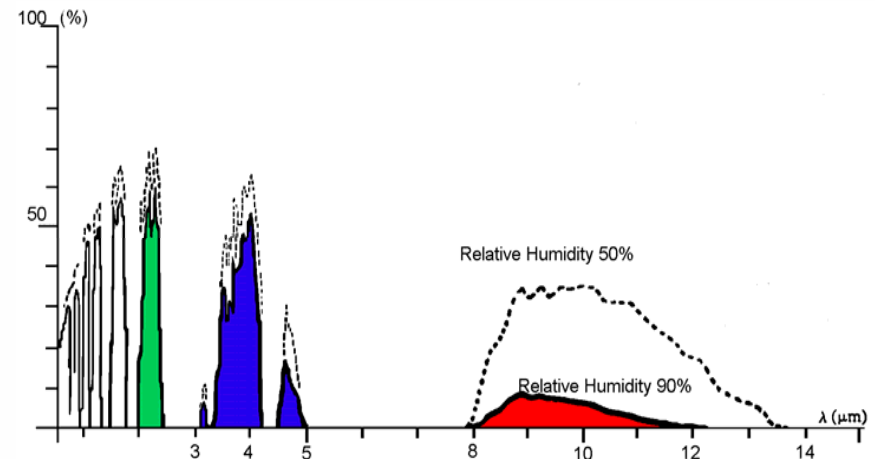 100 (%)
50
Relative Humidity 50%
Relative Humidity 90%
λ (μm)
3 4 5 8 10 12 14